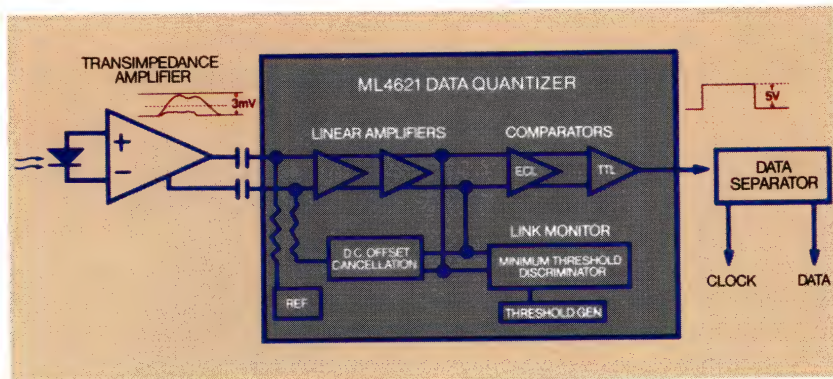 TRANSIMPEDANCE
AMPLIFIER
3mV
ML4621 DATA QUANTIZER
5V
LINEAR AMPLIFIERS
COMPARATORS
+
−
ECL
TTL
DATA
SEPARATOR
D.C. OFFSET
CANCELLATION
LINK MONITOR
MINIMUM THRESHOLD
DISCRIMINATOR
REF
THRESHOLD GEN
CLOCK
DATA